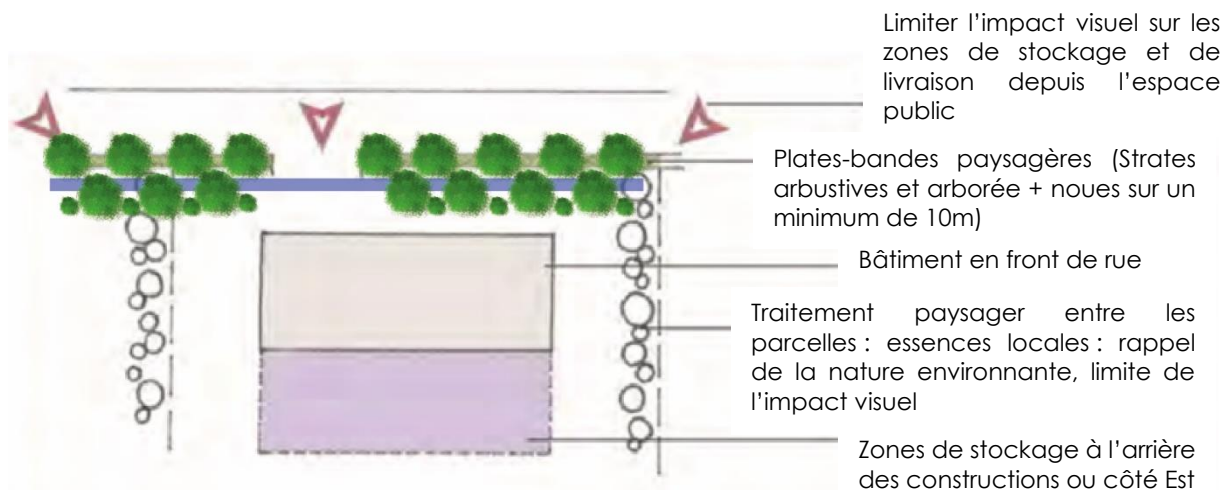 Limiter l’impact visuel sur les
zones de stockage et de
livraison depuis l’espace
public
Plates-bandes paysagères (Strates
arbustives et arborée + noues sur un
minimum de 10m)
Bâtiment en front de rue
Traitement paysager entre les
parcelles : essences locales : rappel
de la nature environnante, limite de
l’impact visuel
Zones de stockage à l’arrière
des constructions ou côté Est